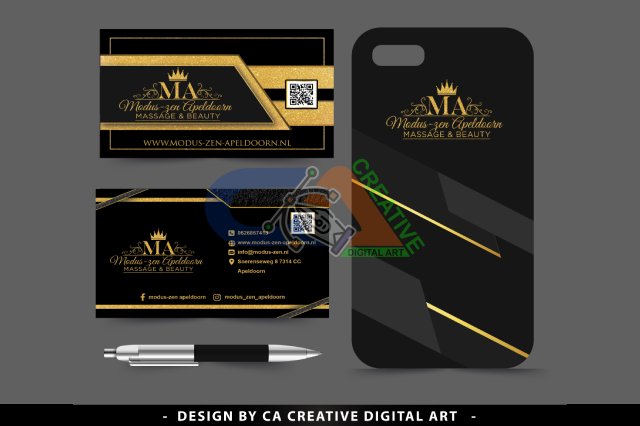 MA
Modus-zen Apeldoorn
MASSAGE & BEAUTY
WWW.MODUS-ZEN-APELDOORN.NL
MA
Modus-zen Apeldoorn
MASSAGE & BEAUTY
www.modus-zen-apeldoorn.nl
info@modus-zen.nl
Soerenseweg 8 7314 CC
Apeldoorn
modus-zen apeldoorn
modus_zen_apeldoorn
MA
Modus-zen Apeldoorn
MASSAGE & BEAUTY
CREATIVE
DIGITAL ART
- DESIGN BY CA CREATIVE DIGITAL ART -